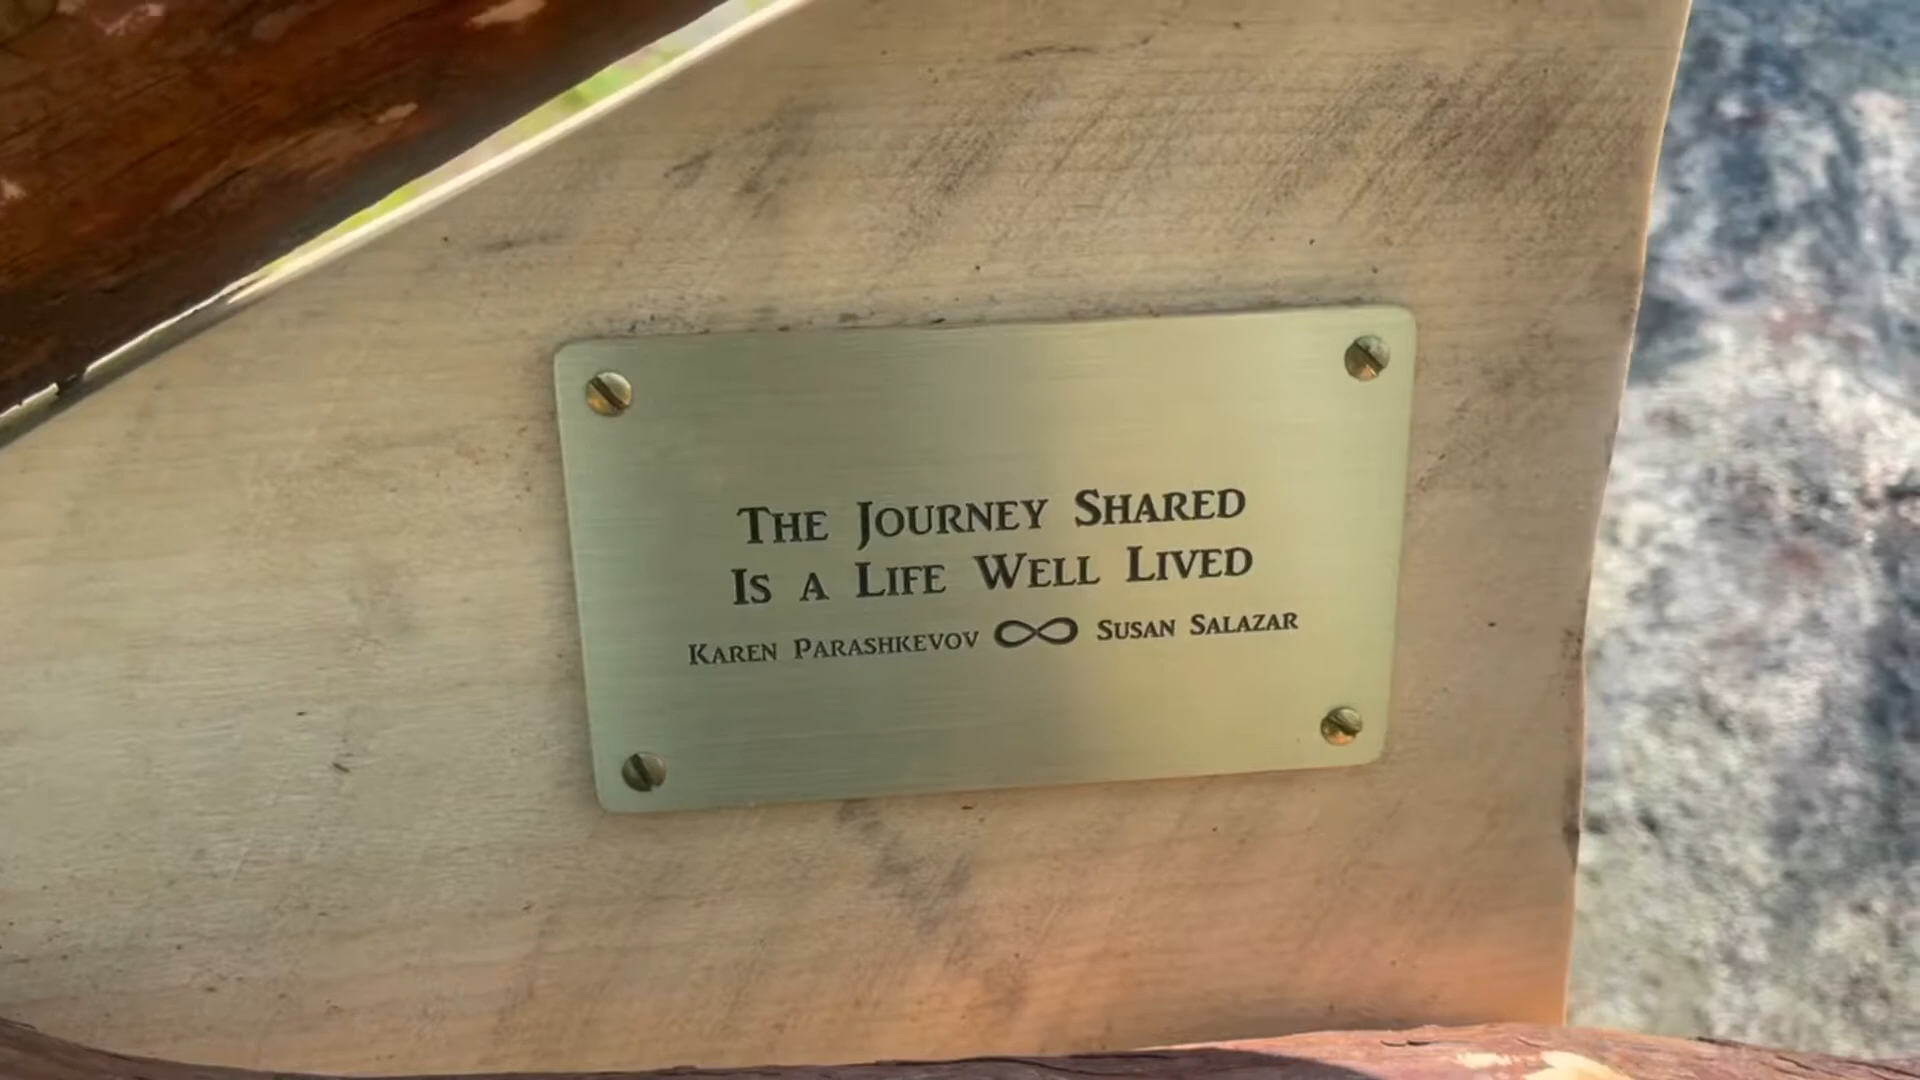 The Journey Shared
Is a Life Well Lived
Karen Parashkevov ∞ Susan Salazar